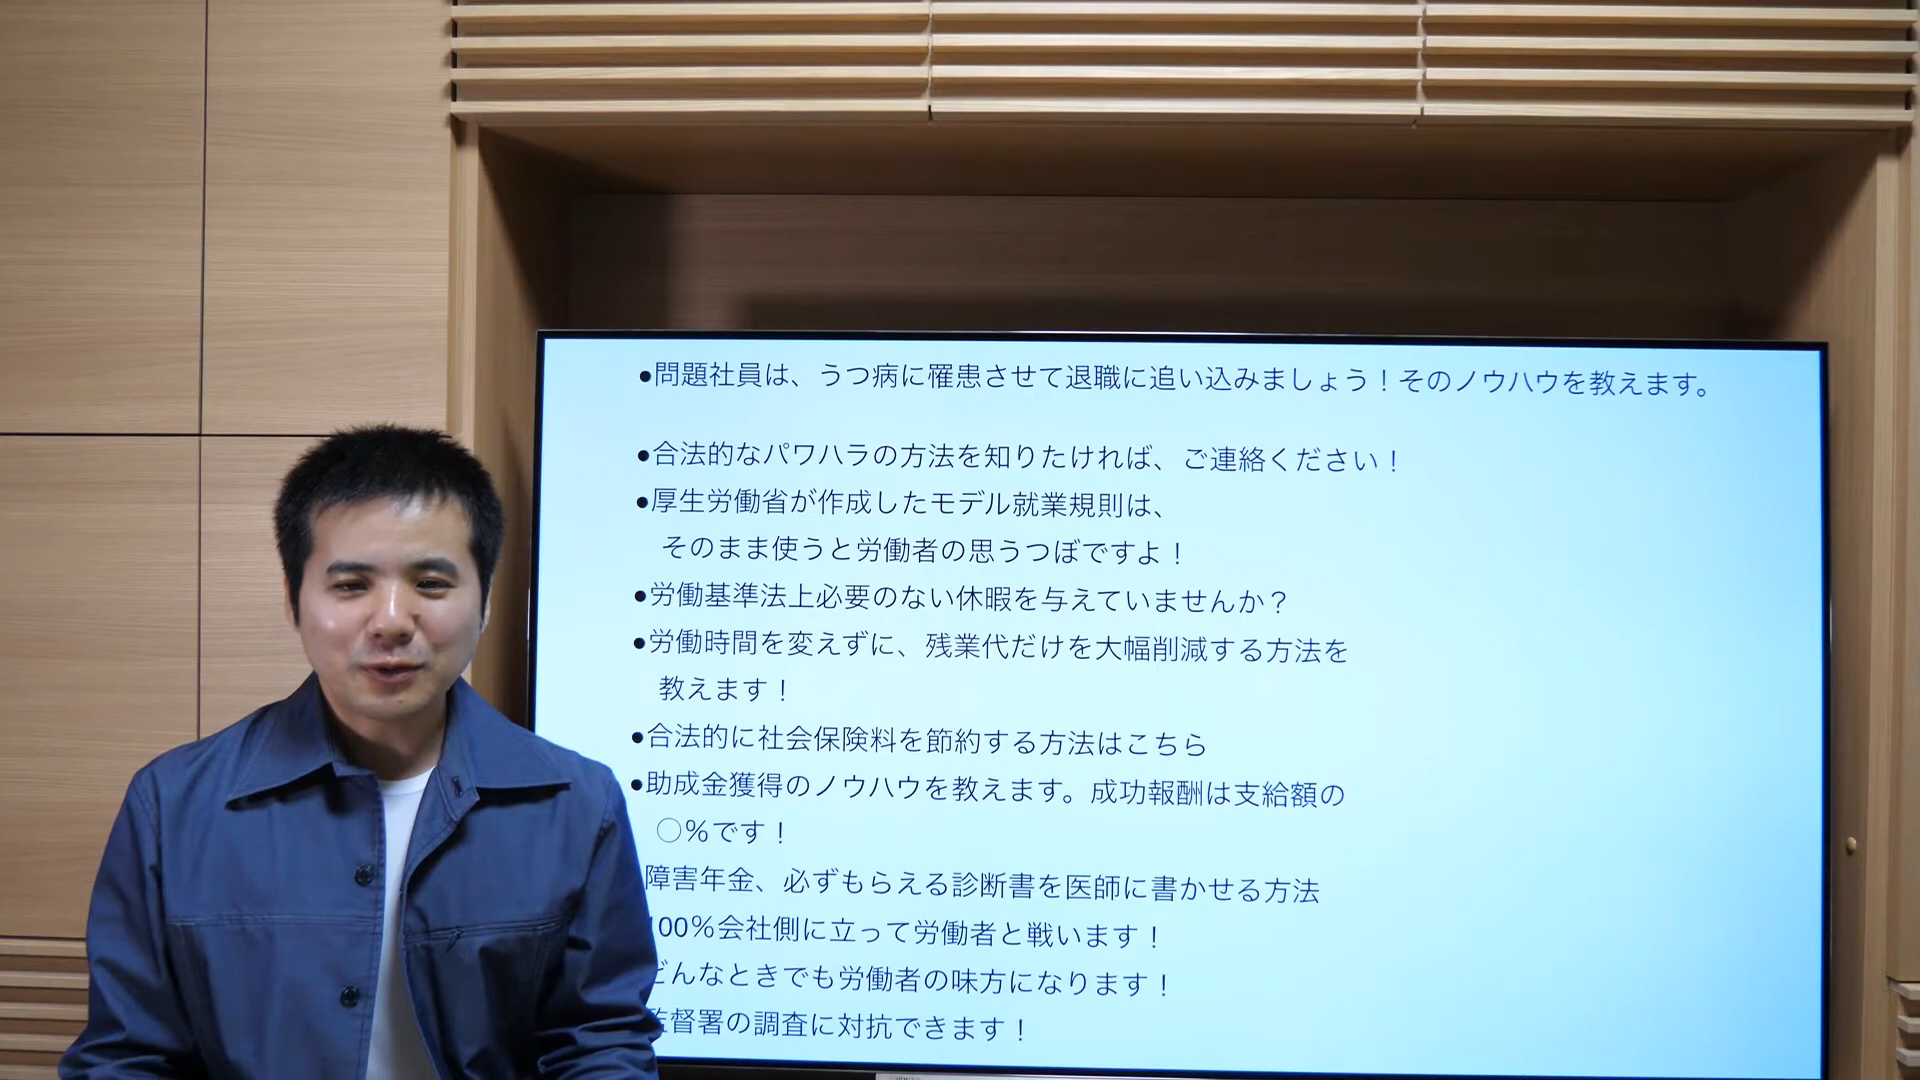 ●問題社員は、うつ病に罹患させて退職に追い込みましょう！そのノウハウを教えます。
●合法的なパワハラの方法を知りたければ、ご連絡ください！
●厚生労働省が作成したモデル就業規則は、
そのまま使うと労働者の思うつぼですよ！
●労働基準法上必要のない休暇を与えていませんか？
●労働時間を変えずに、残業代だけを大幅削減する方法を
教えます！
●合法的に社会保険料を節約する方法はこちら
●助成金獲得のノウハウを教えます。成功報酬は支給額の
○％です！
障害年金、必ずもらえる診断書を医師に書かせる方法
100％会社側に立って労働者と戦います！
どんなときでも労働者の味方になります！
監督署の調査に対抗できます！